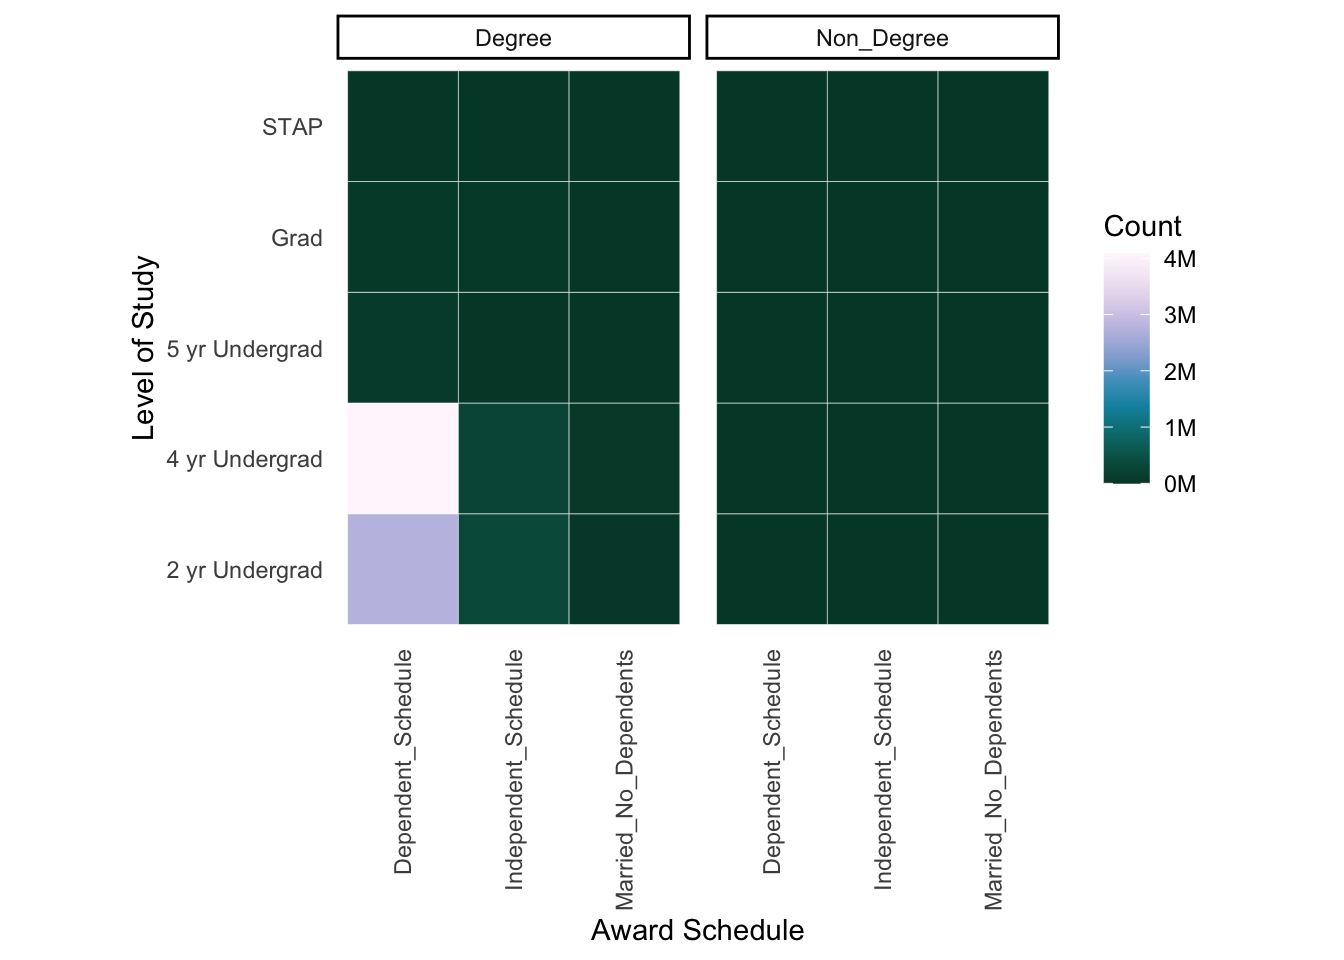 Degree
Non_Degree
STAP
Grad
5 yr Undergrad
4 yr Undergrad
2 yr Undergrad
Level of Study
Dependent_Schedule
Independent_Schedule
Married_No_Dependents
Dependent_Schedule
Independent_Schedule
Married_No_Dependents
Award Schedule
Count
4M
3M
2M
1M
0M